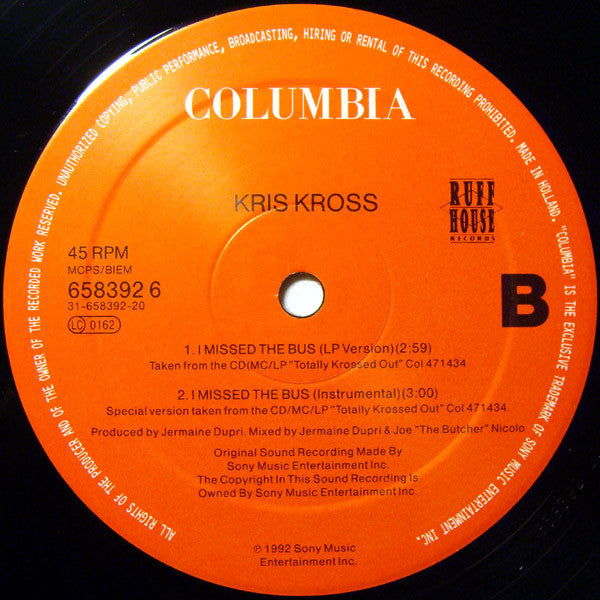 ALL RIGHTS OF THE PRODUCER AND OF THE OWNER OF THE RECORDED WORK RESERVED. UNAUTHORIZED COPYING, PUBLIC PERFORMANCE, BROADCASTING, HIRING OR RENTAL OF THIS RECORDING PROHIBITED. MADE IN HOLLAND. "COLUMBIA" IS THE EXCLUSIVE TRADEMARK OF SONY MUSIC ENTERTAINMENT INC.
COLUMBIA
KRIS KROSS
RUFF
HOUSE
RECORDS
45 RPM
MCPS/BIEM
658392 6
31-658392-20
LC 0162
B
1. I MISSED THE BUS (LP Version)(2:59)
Taken from the CD(MC/LP "Totally Krossed Out" Col 471434
2. I MISSED THE BUS (Instrumental)(3:00)
Special version taken from the CD/MC/LP "Totally Krossed Out" Col 471434.
Produced by Jermaine Dupri. Mixed by Jermaine Dupri & Joe "The Butcher" Nicolo
Original Sound Recording Made By
Sony Music Entertainment Inc.
The Copyright In This Sound Recording Is
Owned By Sony Music Entertainment Inc.
℗ 1992 Sony Music
Entertainment Inc.